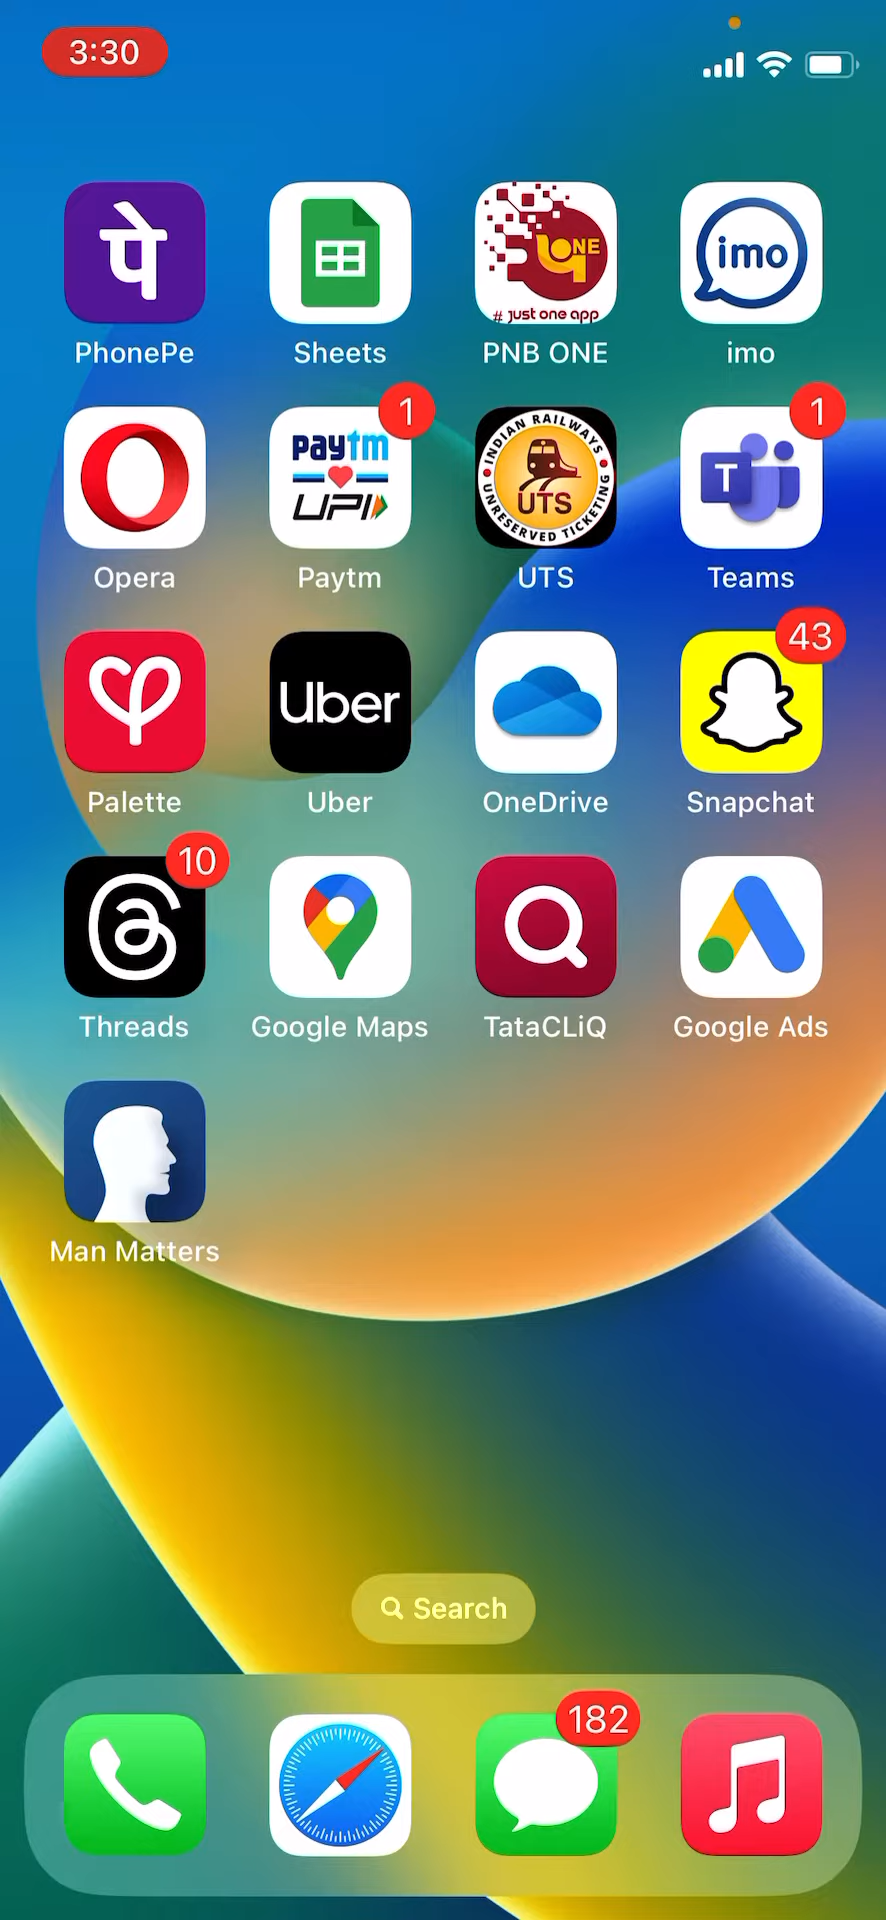 3:30
पे
ONE
# just one app
imo
PhonePe
Sheets
PNB ONE
imo
1
1
paytm
UPI
INDIAN RAILWAYS
UTS
UNRESERVED TICKETING
T
Opera
Paytm
UTS
Teams
43
Uber
Palette
Uber
OneDrive
Snapchat
10
Threads
Google Maps
TataCLiQ
Google Ads
Man Matters
Search
182